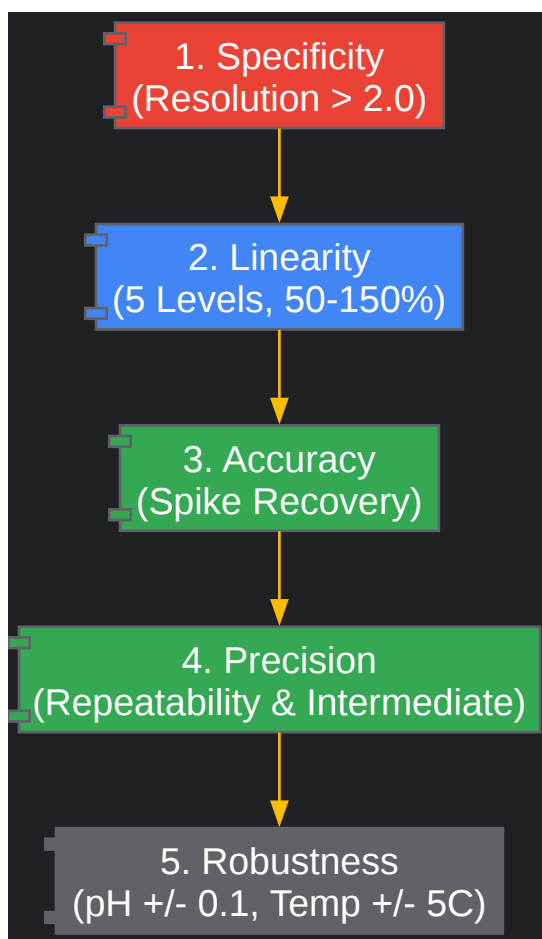 1. Specificity
(Resolution > 2.0)
2. Linearity
(5 Levels, 50-150%)
3. Accuracy
(Spike Recovery)
4. Precision
(Repeatability & Intermediate)
5. Robustness
(pH +/- 0.1, Temp +/- 5C)